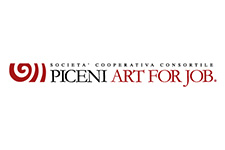 SOCIETA' COOPERATIVA CONSORTILE
PICENI ART FOR JOB.